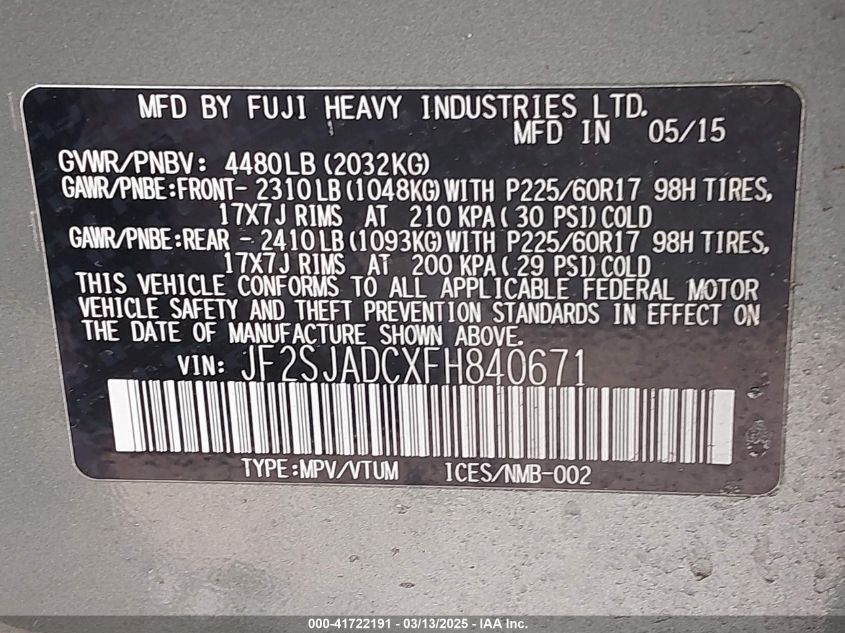 MFD BY FUJI HEAVY INDUSTRIES LTD.
MFD IN 05/15
GVWR/PNBV: 4480LB (2032KG)
GAWR/PNBE:FRONT- 2310LB(1048KG)WITH P225/60R17 98H TIRES,
17X7J RIMS AT 210 KPA( 30 PSI)COLD
GAWR/PNBE:REAR - 2410LB(1093KG)WITH P225/60R17 98H TIRES,
17X7J RIMS AT 200 KPA( 29 PSI)COLD
THIS VEHICLE CONFORMS TO ALL APPLICABLE FEDERAL MOTOR
VEHICLE SAFETY AND THEFT PREVENTION STANDARDS IN EFFECT ON
THE DATE OF MANUFACTURE SHOWN ABOVE.
VIN: JF2SJADCXFH840671
TYPE:MPV/VTUM ICES/NMB-002
000-41722191 - 03/13/2025 - IAA Inc.